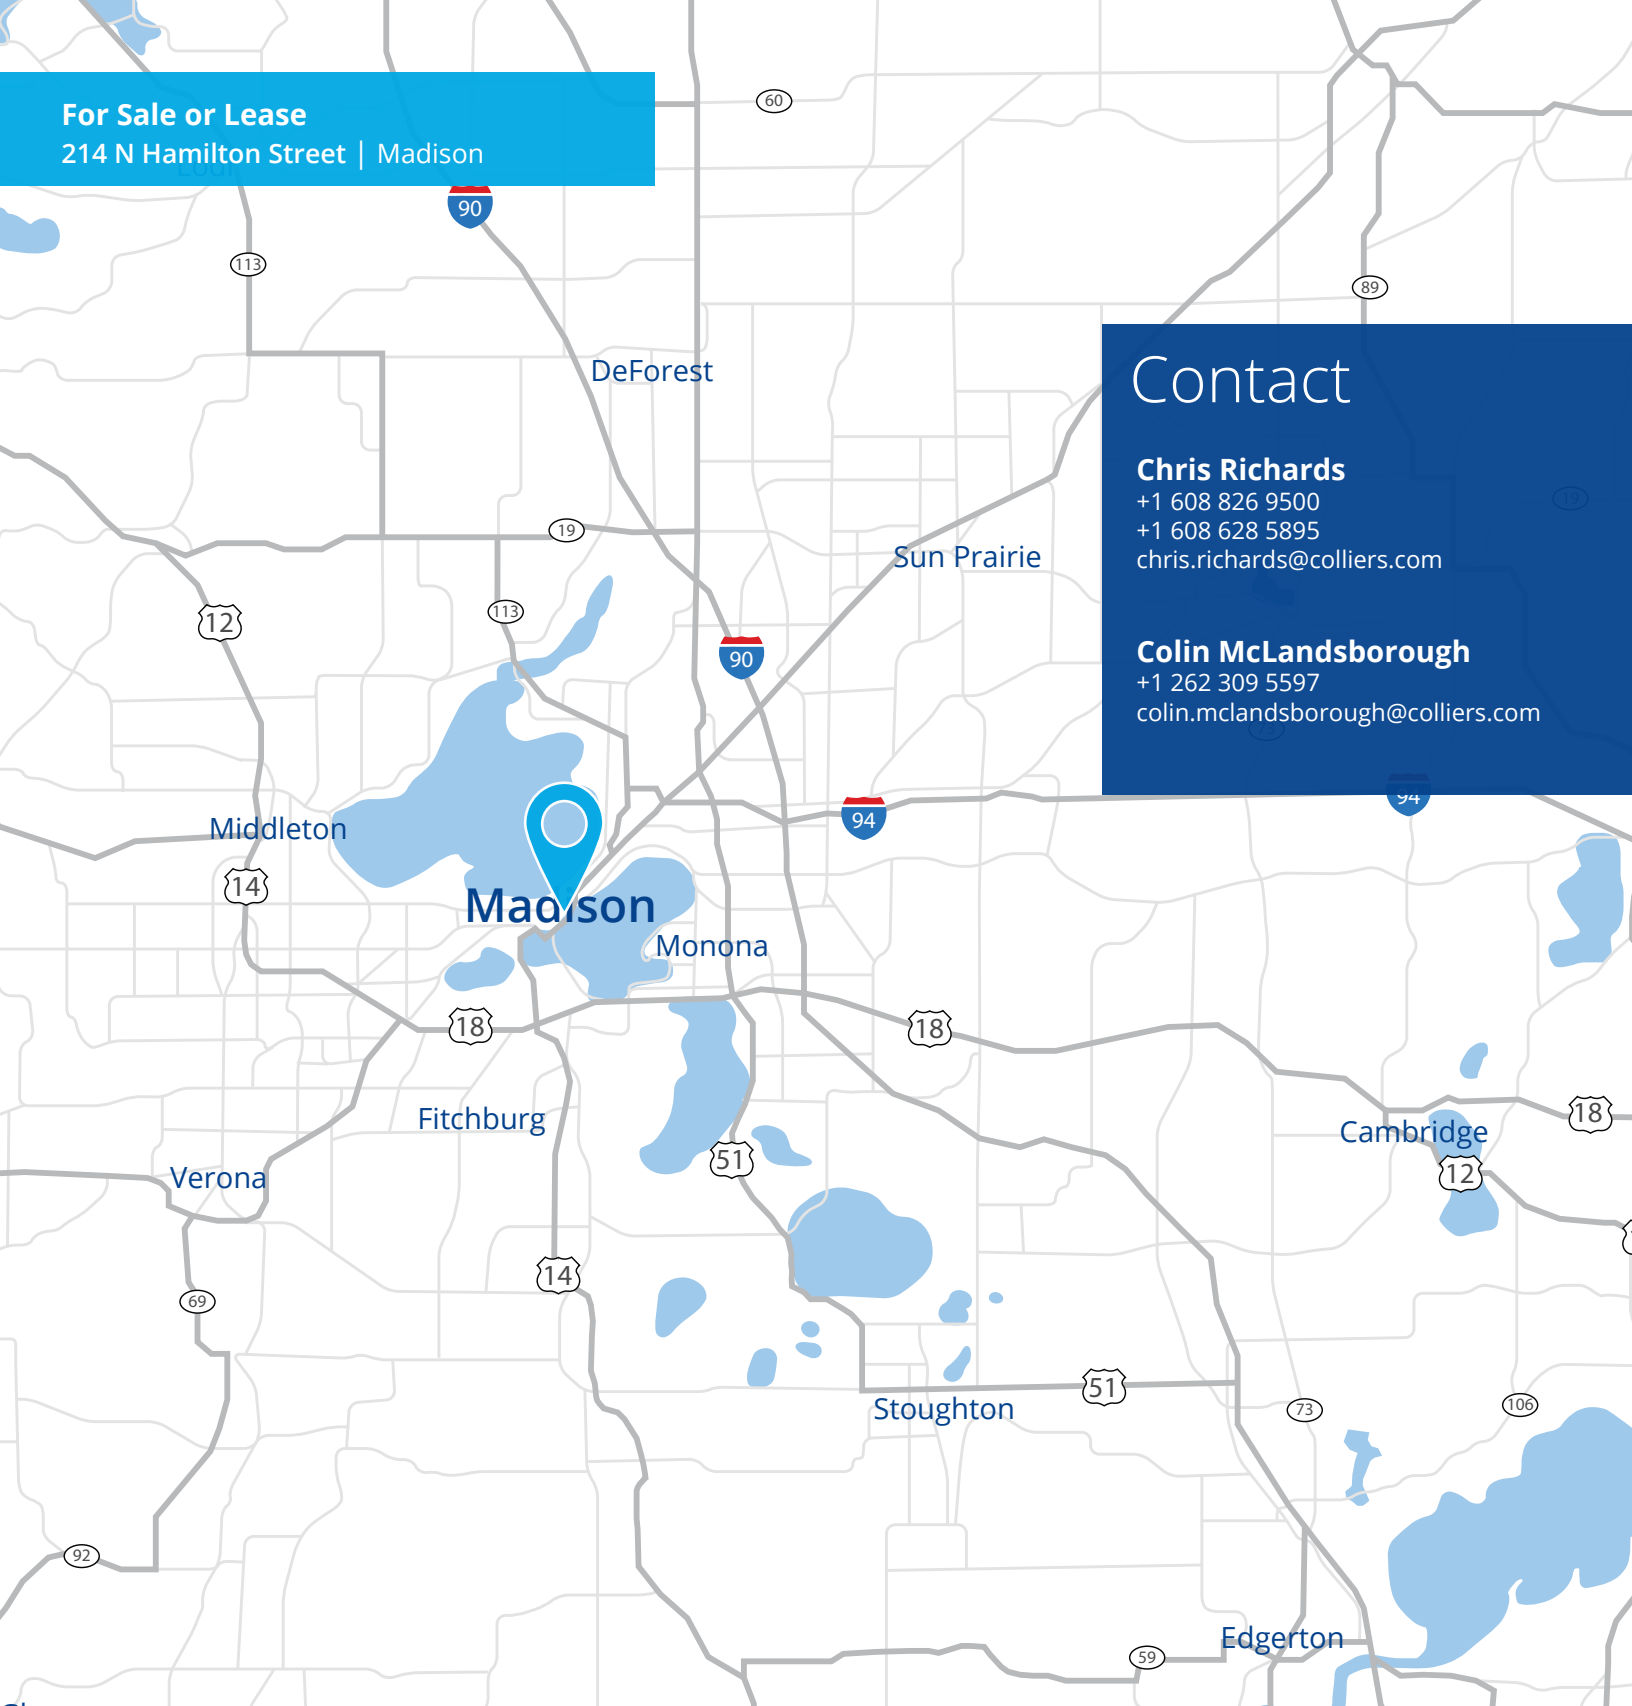 For Sale or Lease
214 N Hamilton Street | Madison
60
90
113
89
DeForest
Contact
Chris Richards
+1 608 826 9500
+1 608 628 5895
chris.richards@colliers.com
19
19
Sun Prairie
12
113
90
Colin McLandsborough
+1 262 309 5597
colin.mclandsborough@colliers.com
73
94
94
Middleton
14
Madison
Monona
18
18
Fitchburg
Cambridge
18
51
12
Verona
14
69
51
Stoughton
73
106
92
Edgerton
59